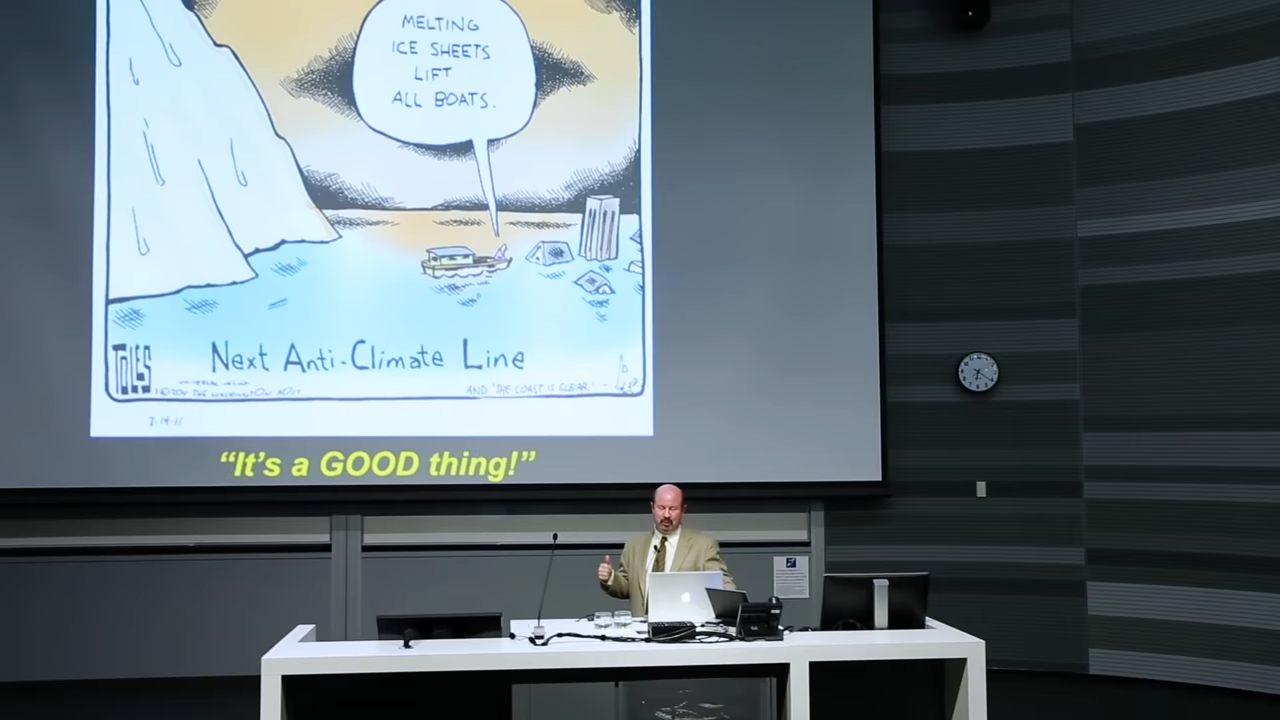 MELTING
ICE SHEETS
LIFT
ALL BOATS.
Next Anti-Climate Line
TOLES
AND 'THE COAST IS CLEAR.'
"It's a GOOD thing!"